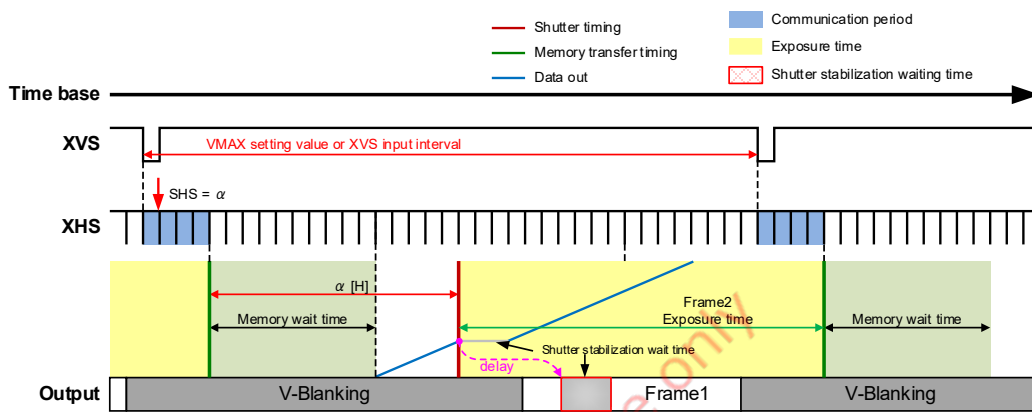 Shutter timing
Memory transfer timing
Data out
Communication period
Exposure time
Shutter stabilization waiting time
Time base
XVS
VMAX setting value or XVS input interval
SHS = α
XHS
α [H]
Memory wait time
Frame2
Exposure time
Memory wait time
Shutter stabilization wait time
delay
Output
V-Blanking
Frame1
V-Blanking
only